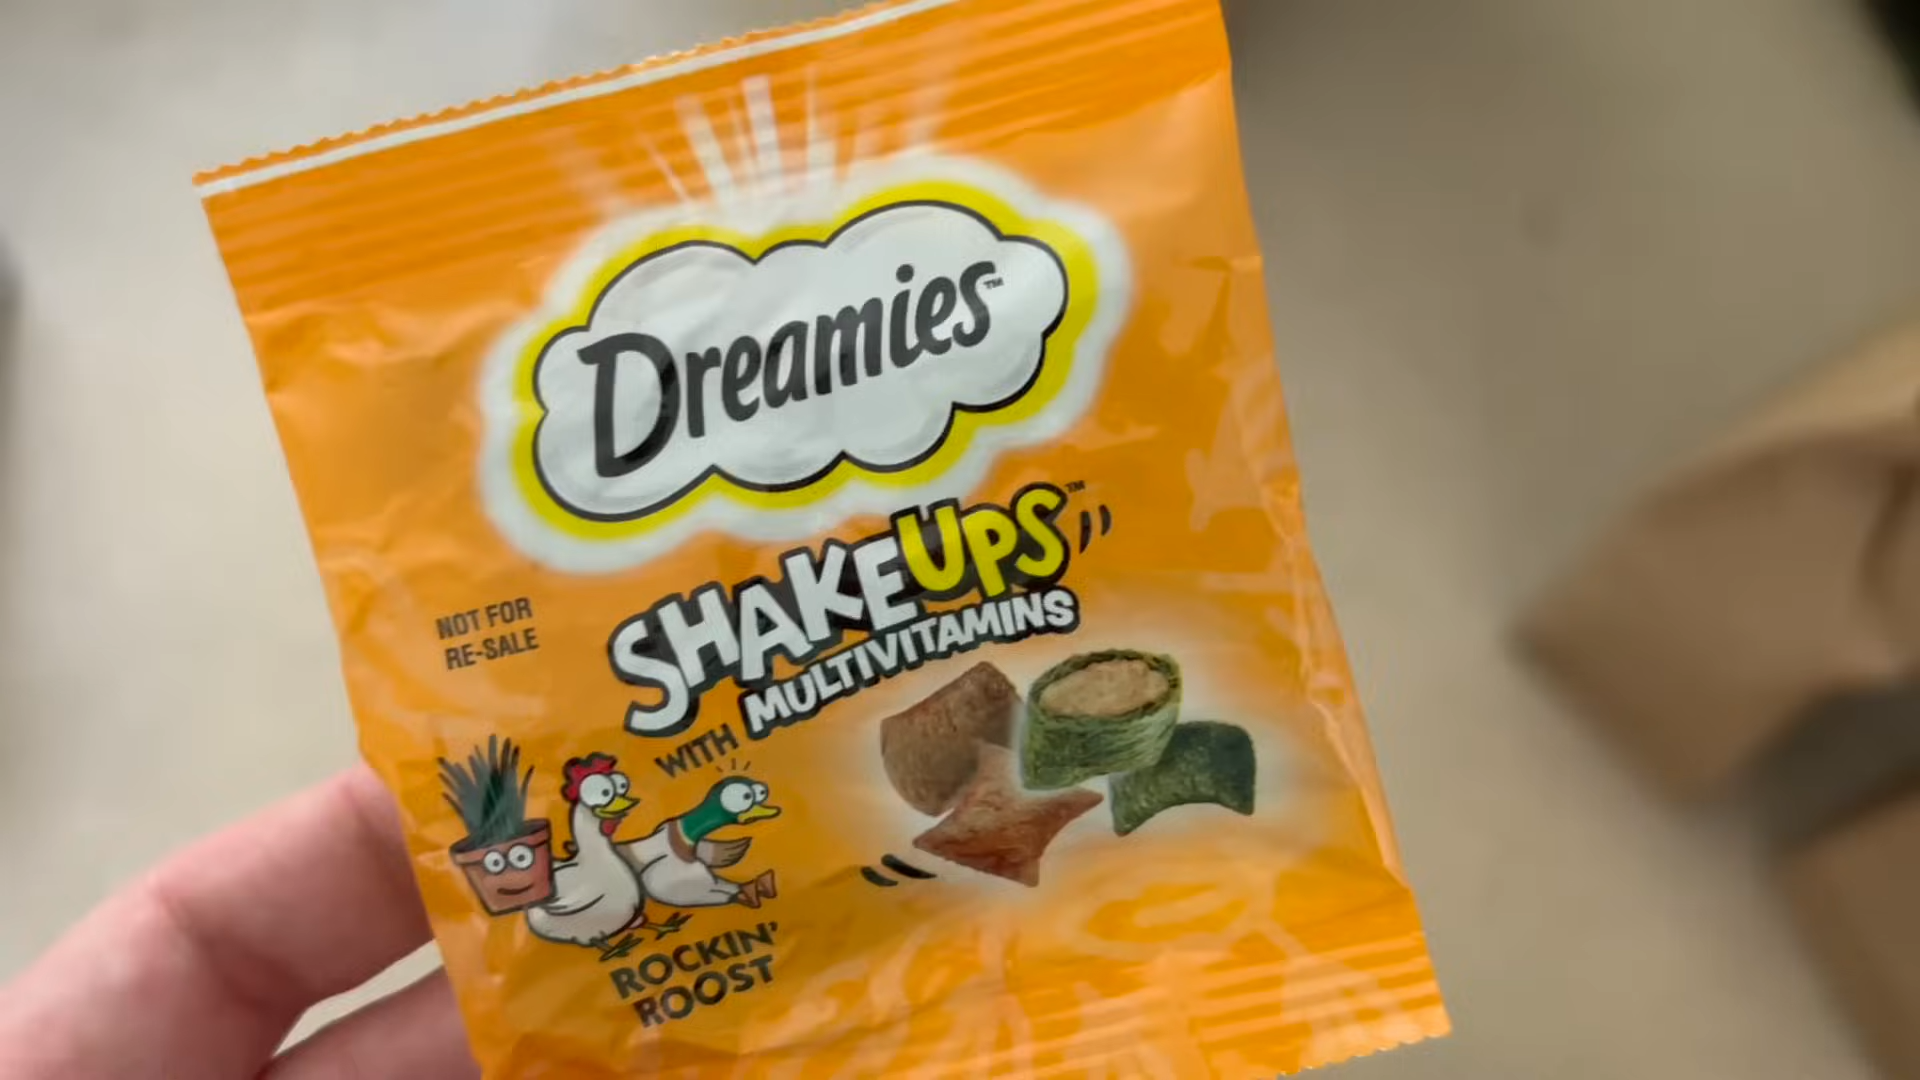 Dreamies™
SHAKEUPS™
WITH MULTIVITAMINS
NOT FOR
RE-SALE
ROCKIN'
ROOST